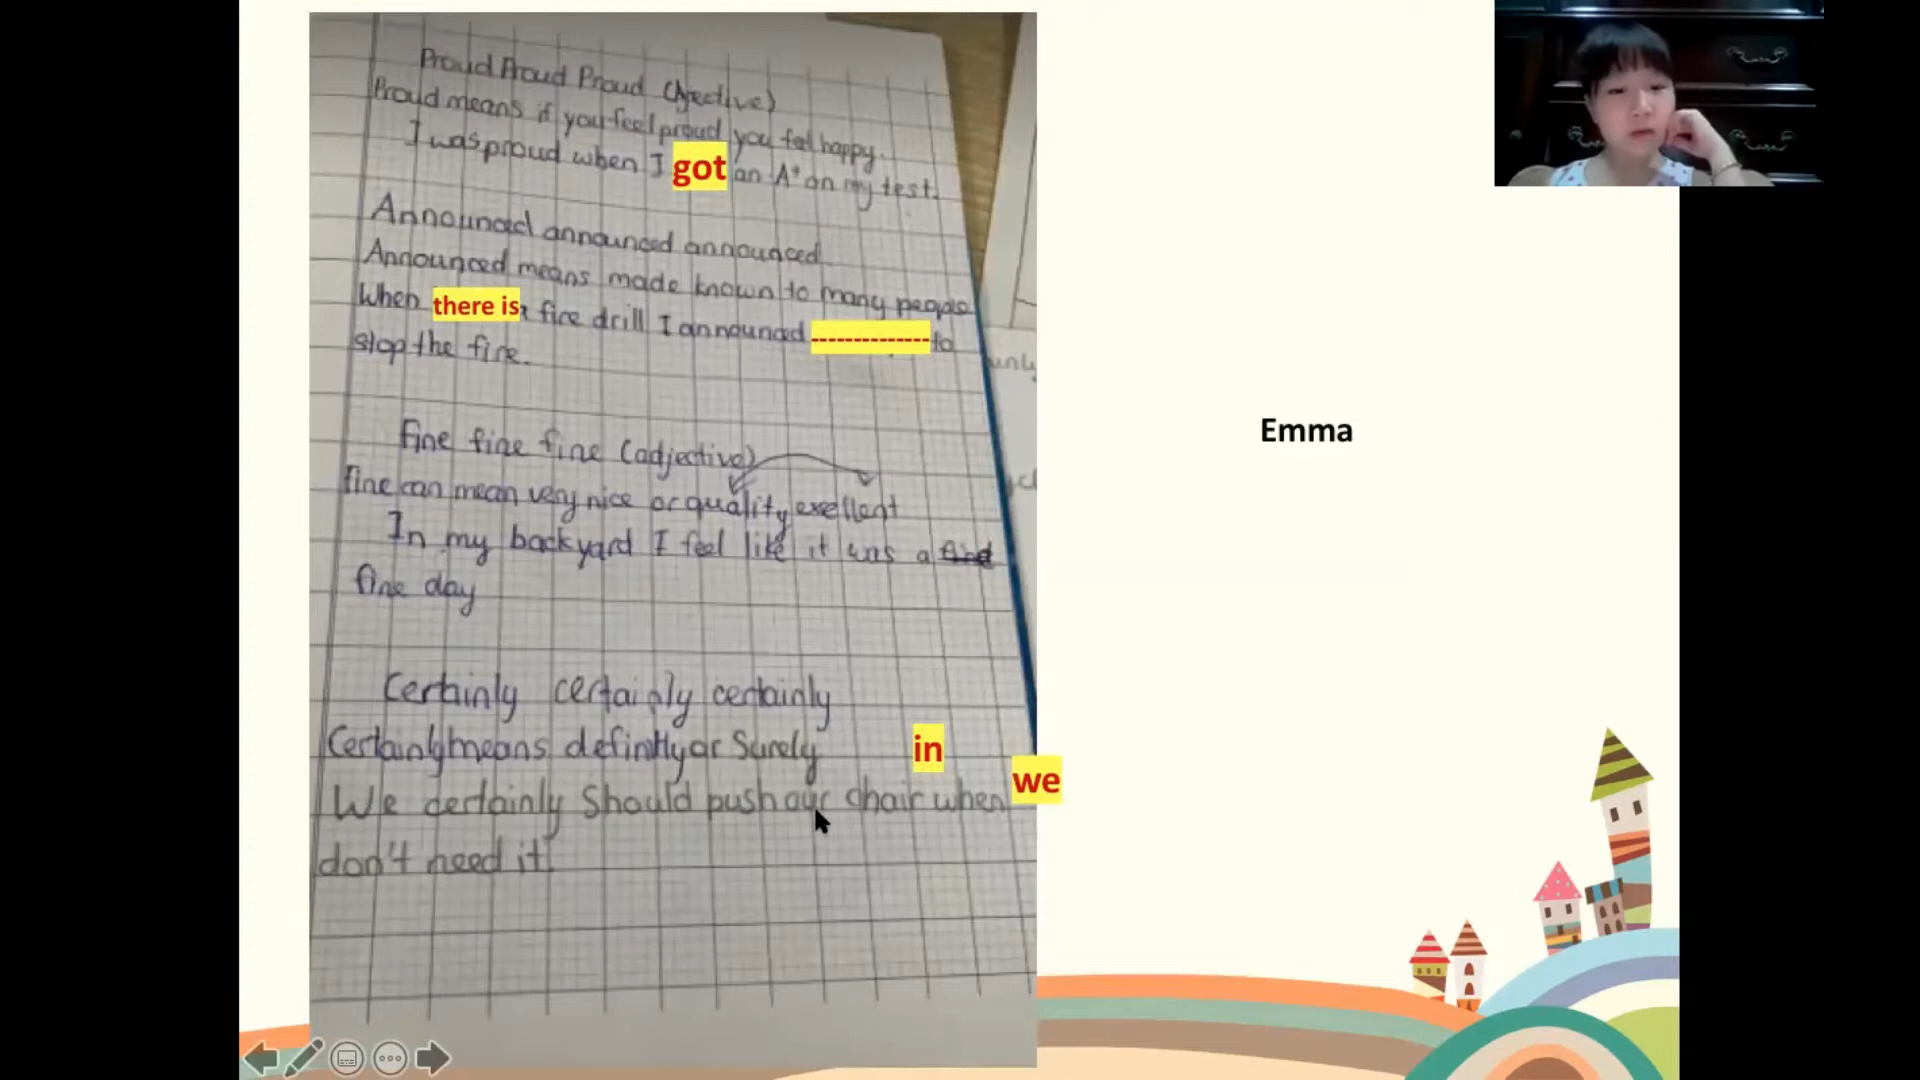 Proud Proud Proud (Ajective)
Proud means if you feel proud you fel happy.
I was proud when I got an A+ on my test.
Announced announced announced
Announced means made known to many people
When there is fire drill I announced -------------- to
stop the fire.
Fine fine fine (adjective)
fine can mean very nice or quality exellent
In my backyard I feel like it was a
fine day
Certainly certainly certainly
Certainly means definitly or Surely
in
we
We certainly Should push our chair when
don't need it.
Emma